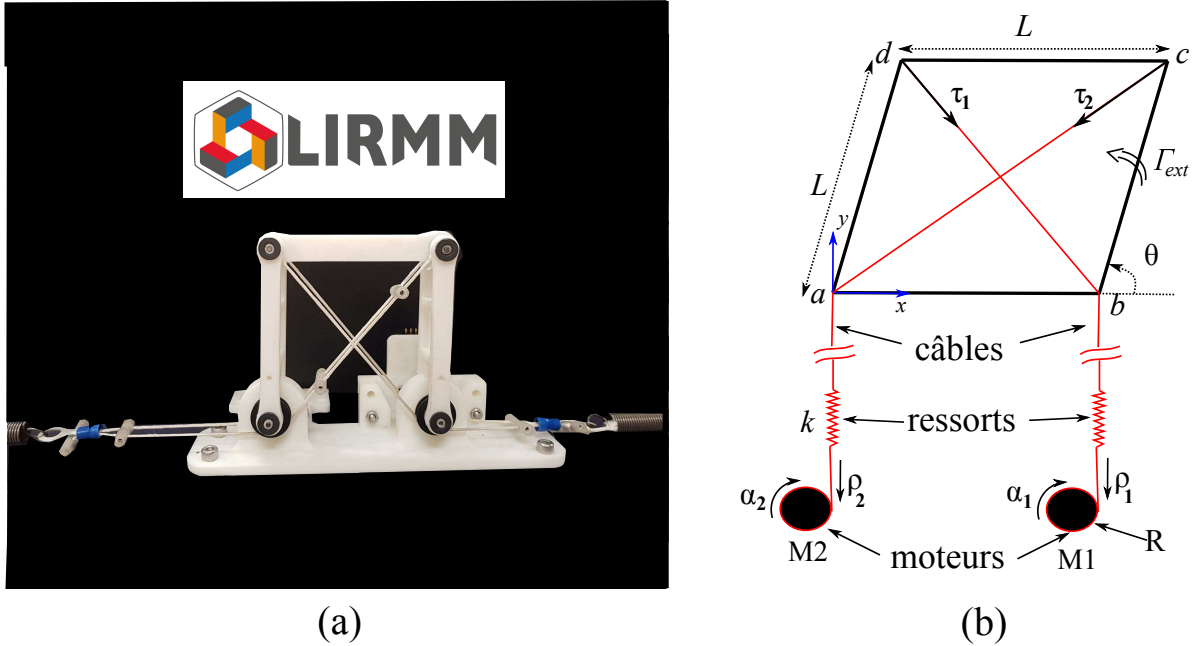 LIRMM
L
d
c
τ1
τ2
L
Γext
y
θ
a
x
b
câbles
k
ressorts
α2
ρ2
α1
ρ1
M2
moteurs
M1
R
(a)
(b)